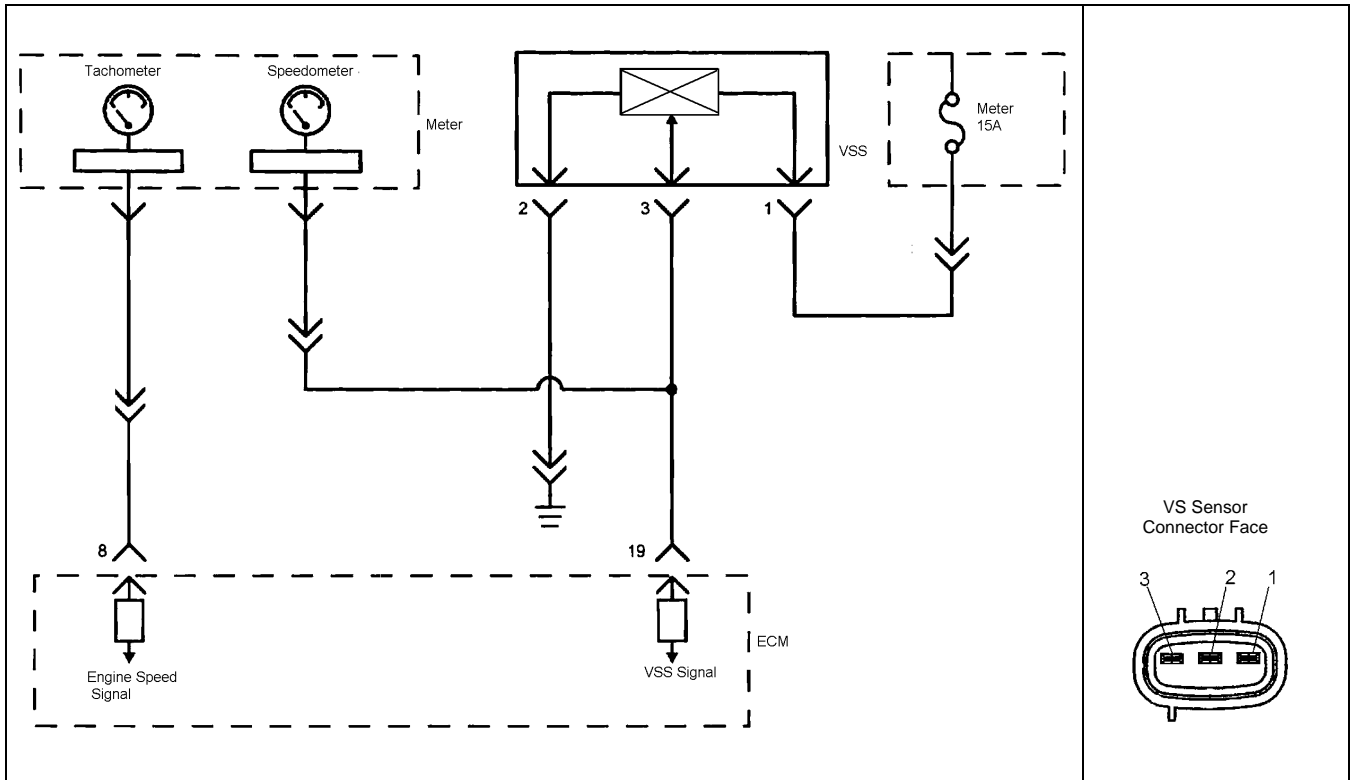 Tachometer
Speedometer
Meter
VSS
Meter
15A
2
3
1
8
19
ECM
Engine Speed
Signal
VSS Signal
VS Sensor
Connector Face
3
2
1